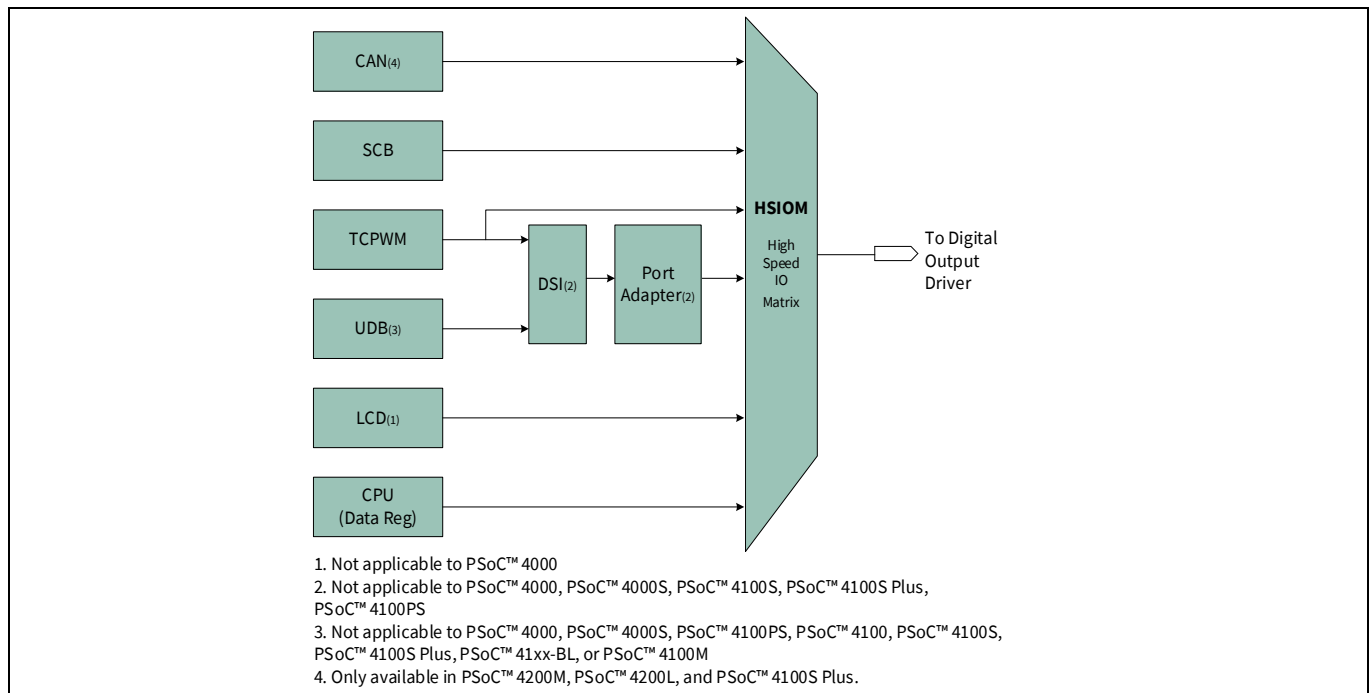 CAN(4)
SCB
TCPWM
UDB(3)
LCD(1)
CPU
(Data Reg)
DSI(2)
Port
Adapter(2)
HSIOM
High
Speed
IO
Matrix
To Digital
Output
Driver
1. Not applicable to PSoC™ 4000
2. Not applicable to PSoC™ 4000, PSoC™ 4000S, PSoC™ 4100S, PSoC™ 4100S Plus,
PSoC™ 4100PS
3. Not applicable to PSoC™ 4000, PSoC™ 4000S, PSoC™ 4100PS, PSoC™ 4100, PSoC™ 4100S,
PSoC™ 4100S Plus, PSoC™ 41xx-BL, or PSoC™ 4100M
4. Only available in PSoC™ 4200M, PSoC™ 4200L, and PSoC™ 4100S Plus.